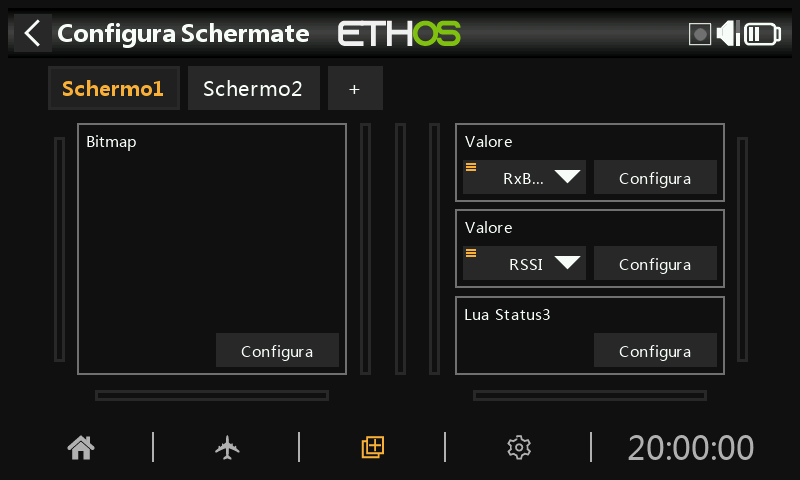 Configura Schermate
ETHOS
Schermo1
Schermo2
+
Bitmap
Configura
Valore
RxB...
Configura
Valore
RSSI
Configura
Lua Status3
Configura
20:00:00